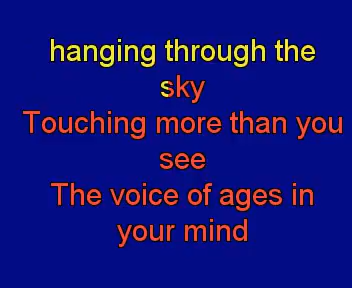 hanging through the
sky
Touching more than you
see
The voice of ages in
your mind